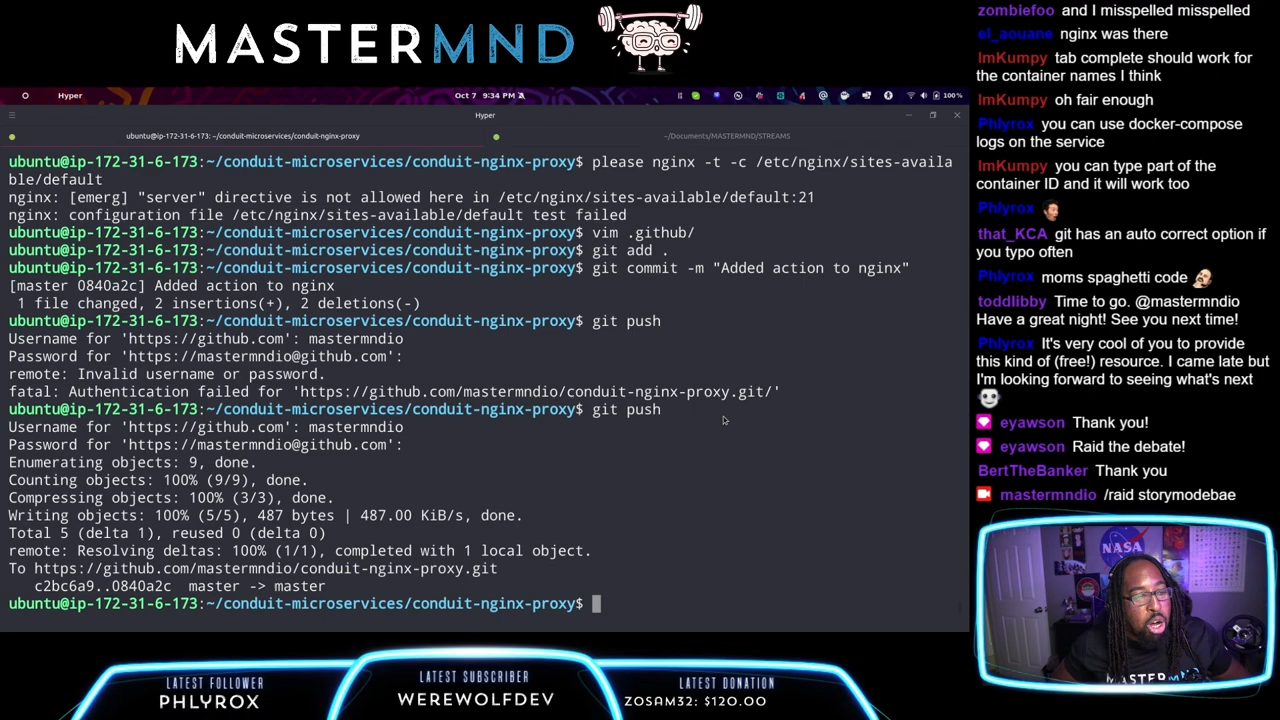 MASTERMND
Hyper
Oct 7 9:34 PM
100%
Hyper
ubuntu@ip-172-31-6-173: ~/conduit-microservices/conduit-nginx-proxy
~/Documents/MASTERMND/STREAMS
ubuntu@ip-172-31-6-173:~/conduit-microservices/conduit-nginx-proxy$ please nginx -t -c /etc/nginx/sites-availa
ble/default
nginx: [emerg] "server" directive is not allowed here in /etc/nginx/sites-available/default:21
nginx: configuration file /etc/nginx/sites-available/default test failed
ubuntu@ip-172-31-6-173:~/conduit-microservices/conduit-nginx-proxy$ vim .github/
ubuntu@ip-172-31-6-173:~/conduit-microservices/conduit-nginx-proxy$ git add .
ubuntu@ip-172-31-6-173:~/conduit-microservices/conduit-nginx-proxy$ git commit -m "Added action to nginx"
[master 0840a2c] Added action to nginx
1 file changed, 2 insertions(+), 2 deletions(-)
ubuntu@ip-172-31-6-173:~/conduit-microservices/conduit-nginx-proxy$ git push
Username for 'https://github.com': mastermndio
Password for 'https://mastermndio@github.com':
remote: Invalid username or password.
fatal: Authentication failed for 'https://github.com/mastermndio/conduit-nginx-proxy.git/'
ubuntu@ip-172-31-6-173:~/conduit-microservices/conduit-nginx-proxy$ git push
Username for 'https://github.com': mastermndio
Password for 'https://mastermndio@github.com':
Enumerating objects: 9, done.
Counting objects: 100% (9/9), done.
Compressing objects: 100% (3/3), done.
Writing objects: 100% (5/5), 487 bytes | 487.00 KiB/s, done.
Total 5 (delta 1), reused 0 (delta 0)
remote: Resolving deltas: 100% (1/1), completed with 1 local object.
To https://github.com/mastermndio/conduit-nginx-proxy.git
c2bc6a9..0840a2c master -> master
ubuntu@ip-172-31-6-173:~/conduit-microservices/conduit-nginx-proxy$
zombiefoo and I misspelled misspelled
el_aouane nginx was there
ImKumpy tab complete should work for
the container names I think
ImKumpy oh fair enough
Phlyrox you can use docker-compose
logs on the service
ImKumpy you can type part of the
container ID and it will work too
Phlyrox
that_KCA git has an auto correct option if
you typo often
Phlyrox moms spaghetti code
toddlibby Time to go. @mastermndio
Have a great night! See you next time!
Phlyrox It's very cool of you to provide
this kind of (free!) resource. I came late but
I'm looking forward to seeing what's next
eyawson Thank you!
eyawson Raid the debate!
BertTheBanker Thank you
mastermndio /raid storymodebae
NASA
LATEST FOLLOWER
PHLYROX
LATEST SUBSCRIBER
WEREWOLFDEV
LATEST DONATION
ZOSAM32: $120.00